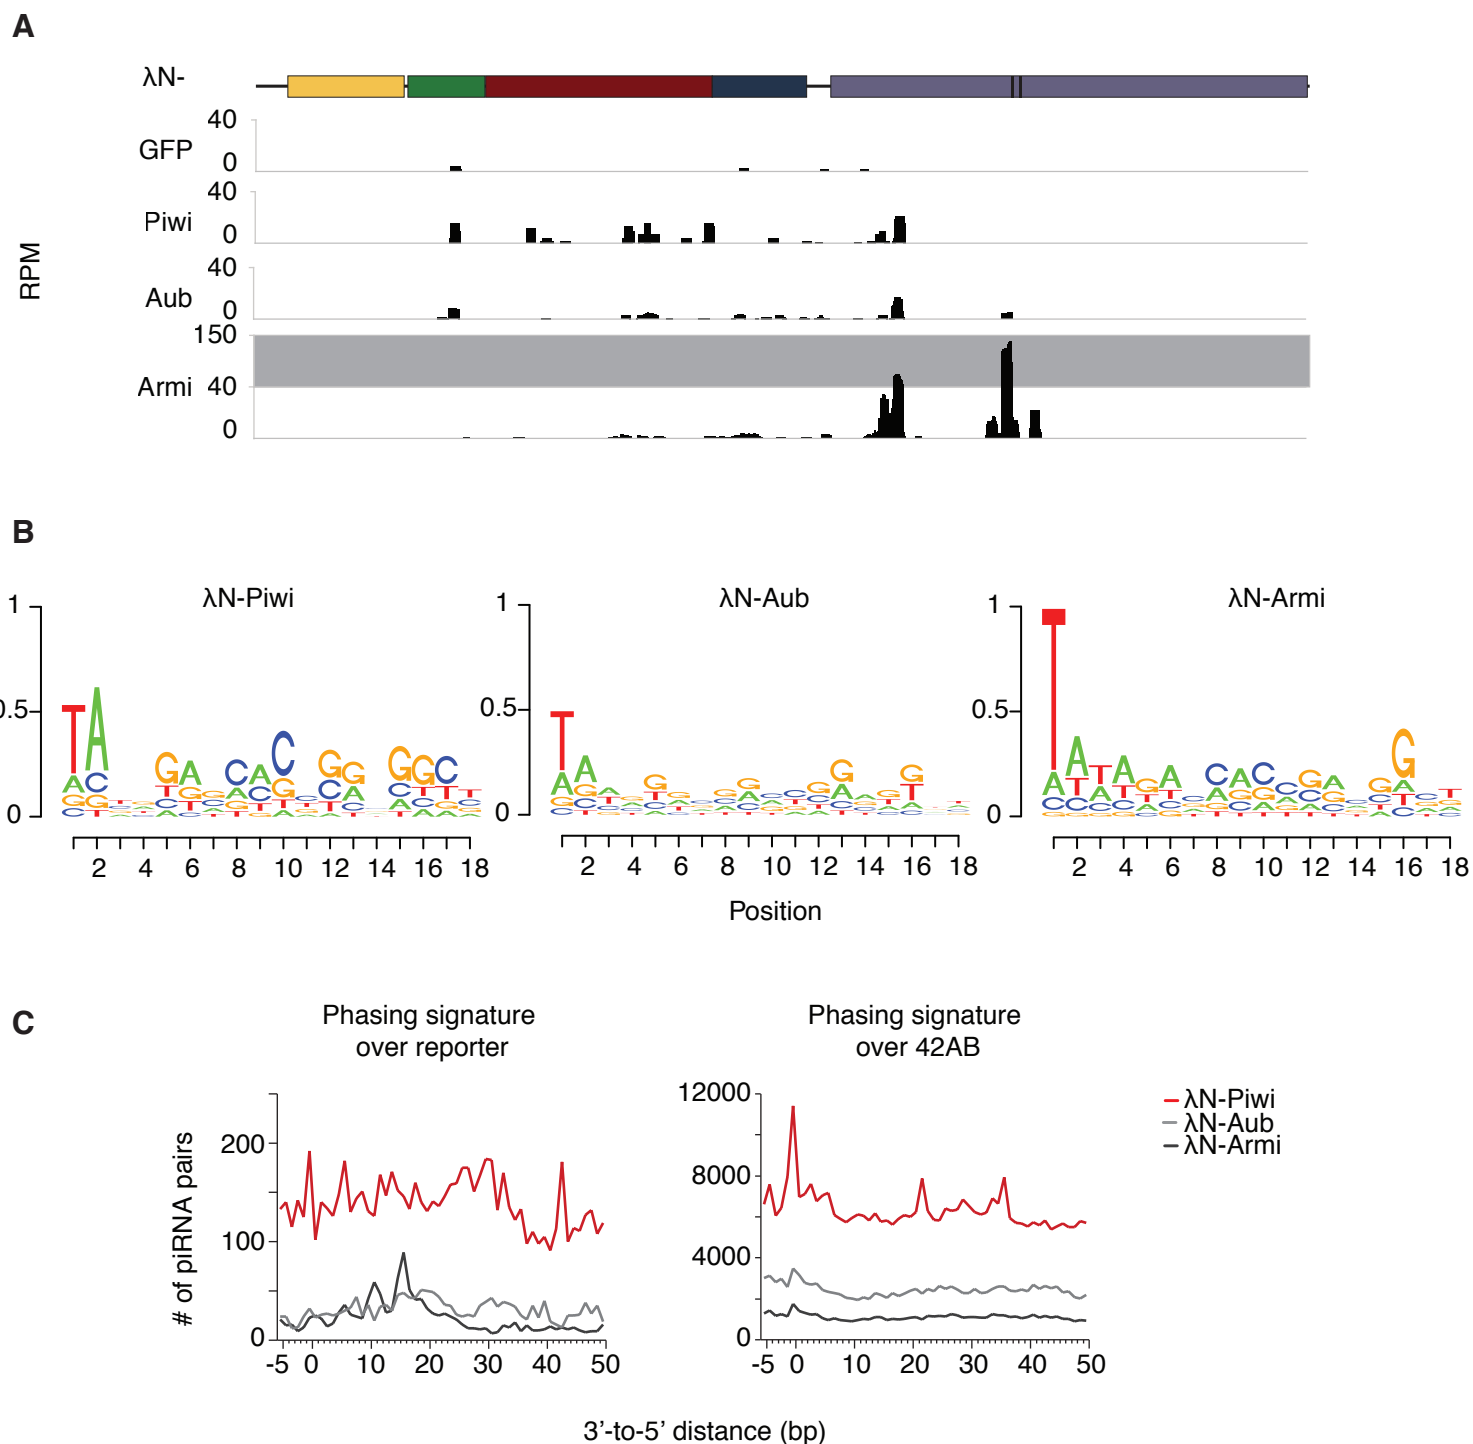 A
λN-
40
GFP
0
40
Piwi
0
RPM
40
Aub
0
150
Armi
40
0
B
λN-Piwi
λN-Aub
λN-Armi
1
0.5
0
2 4 6 8 10 12 14 16 18
1
0.5
0
2 4 6 8 10 12 14 16 18
1
0.5
0
2 4 6 8 10 12 14 16 18
Position
C
Phasing signature
over reporter
Phasing signature
over 42AB
# of piRNA pairs
200
100
0
-5 0 10 20 30 40 50
12000
8000
4000
0
-5 0 10 20 30 40 50
λN-Piwi
λN-Aub
λN-Armi
3’-to-5’ distance (bp)